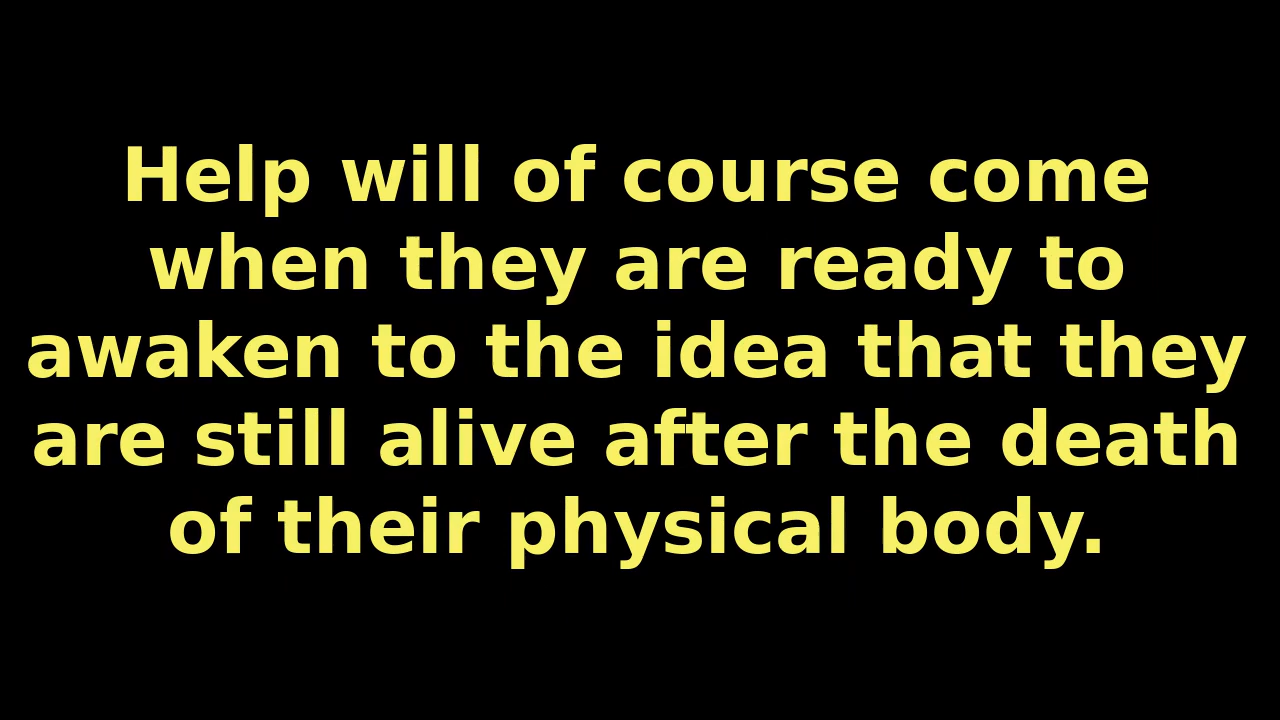 Help will of course come
when they are ready to
awaken to the idea that they
are still alive after the death
of their physical body.